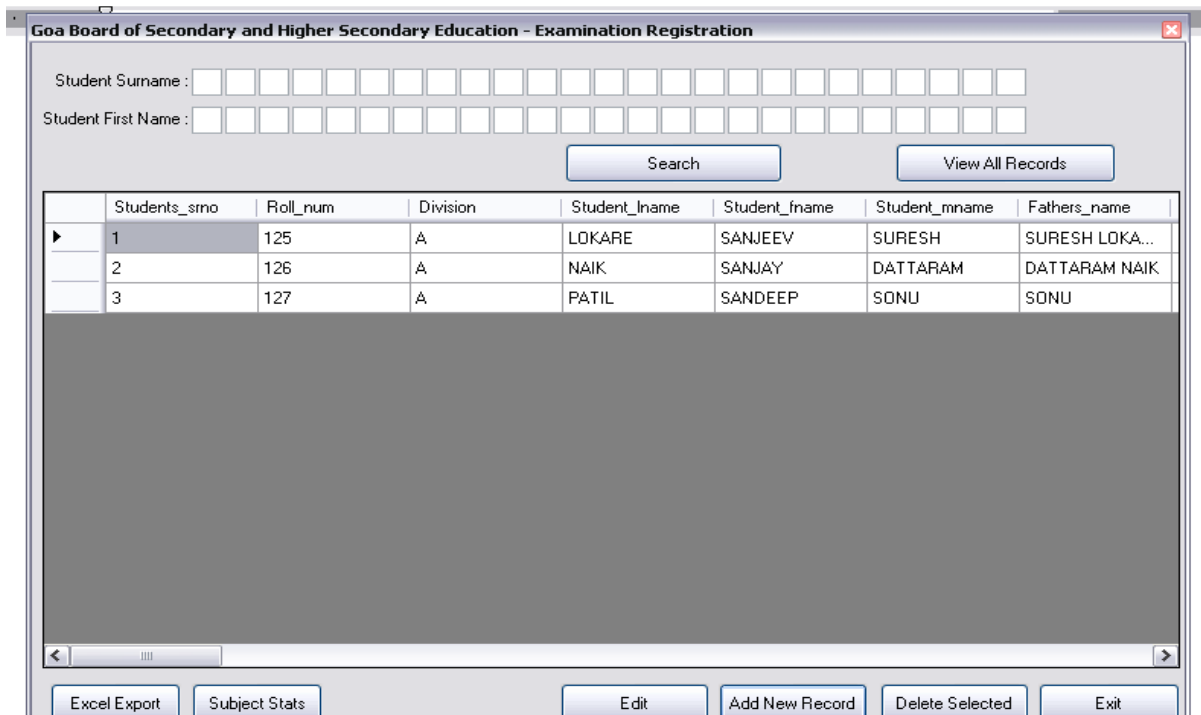 Goa Board of Secondary and Higher Secondary Education - Examination Registration
Student Surname :
Student First Name :
Search View All Records
Students_srno Roll_num Division Student_lname Student_fname Student_mname Fathers_name
1 125 A LOKARE SANJEEV SURESH SURESH LOKA...
2 126 A NAIK SANJAY DATTARAM DATTARAM NAIK
3 127 A PATIL SANDEEP SONU SONU
Excel Export Subject Stats Edit Add New Record Delete Selected Exit